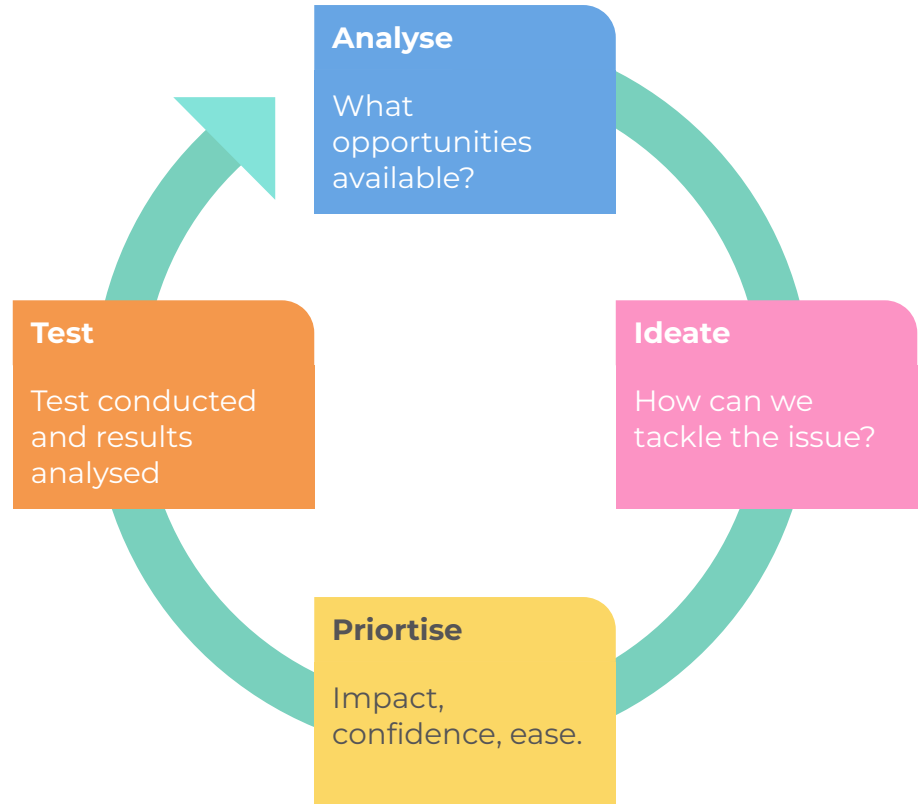 Analyse
What
opportunities
available?
Ideate
How can we
tackle the issue?
Priortise
Impact,
confidence, ease.
Test
Test conducted
and results
analysed